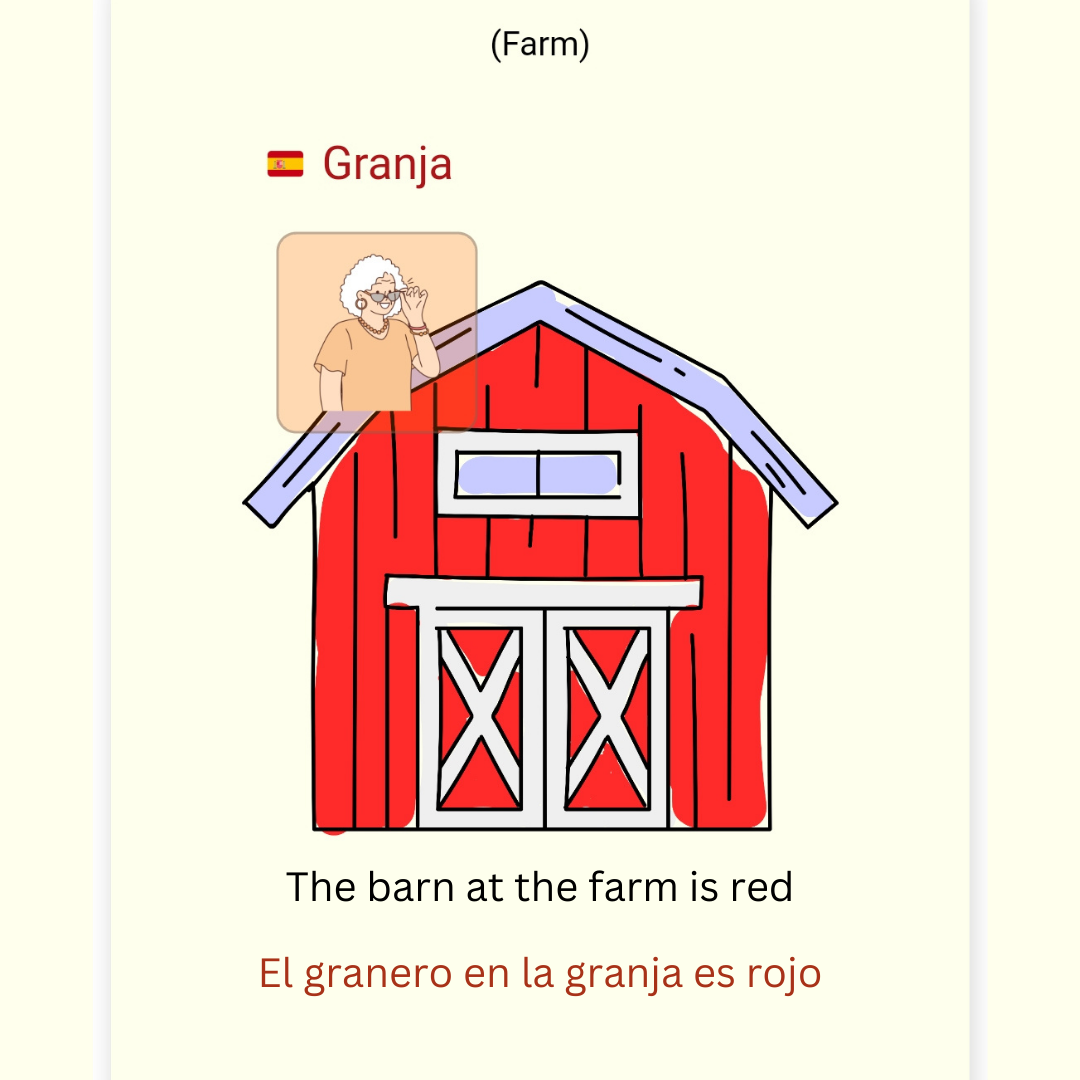 (Farm)
Granja
The barn at the farm is red
El granero en la granja es rojo